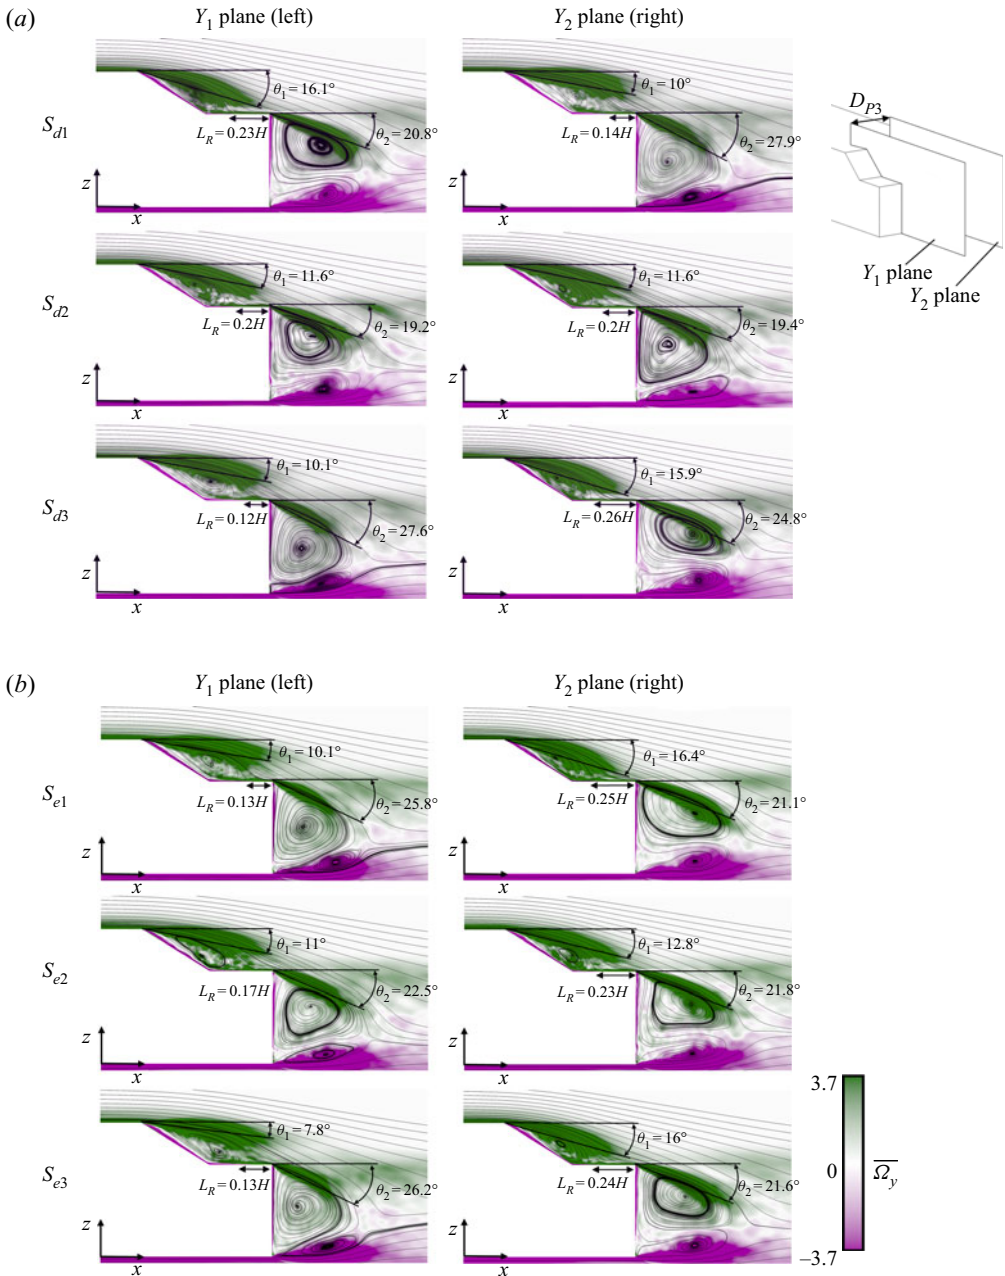 (a)
Y1 plane (left)
Y2 plane (right)
Sd1
θ1 = 16.1°
LR = 0.23H
θ2 = 20.8°
z
x
θ1 = 10°
LR = 0.14H
θ2 = 27.9°
z
x
DP3
Y1 plane
Y2 plane
Sd2
θ1 = 11.6°
LR = 0.2H
θ2 = 19.2°
z
x
θ1 = 11.6°
LR = 0.2H
θ2 = 19.4°
z
x
Sd3
θ1 = 10.1°
LR = 0.12H
θ2 = 27.6°
z
x
θ1 = 15.9°
LR = 0.26H
θ2 = 24.8°
z
x
(b)
Y1 plane (left)
Y2 plane (right)
Se1
θ1 = 10.1°
LR = 0.13H
θ2 = 25.8°
z
x
θ1 = 16.4°
LR = 0.25H
θ2 = 21.1°
z
x
Se2
θ1 = 11°
LR = 0.17H
θ2 = 22.5°
z
x
θ1 = 12.8°
LR = 0.23H
θ2 = 21.8°
z
x
Se3
θ1 = 7.8°
LR = 0.13H
θ2 = 26.2°
z
x
θ1 = 16°
LR = 0.24H
θ2 = 21.6°
z
x
3.7
0
−3.7
Ωy